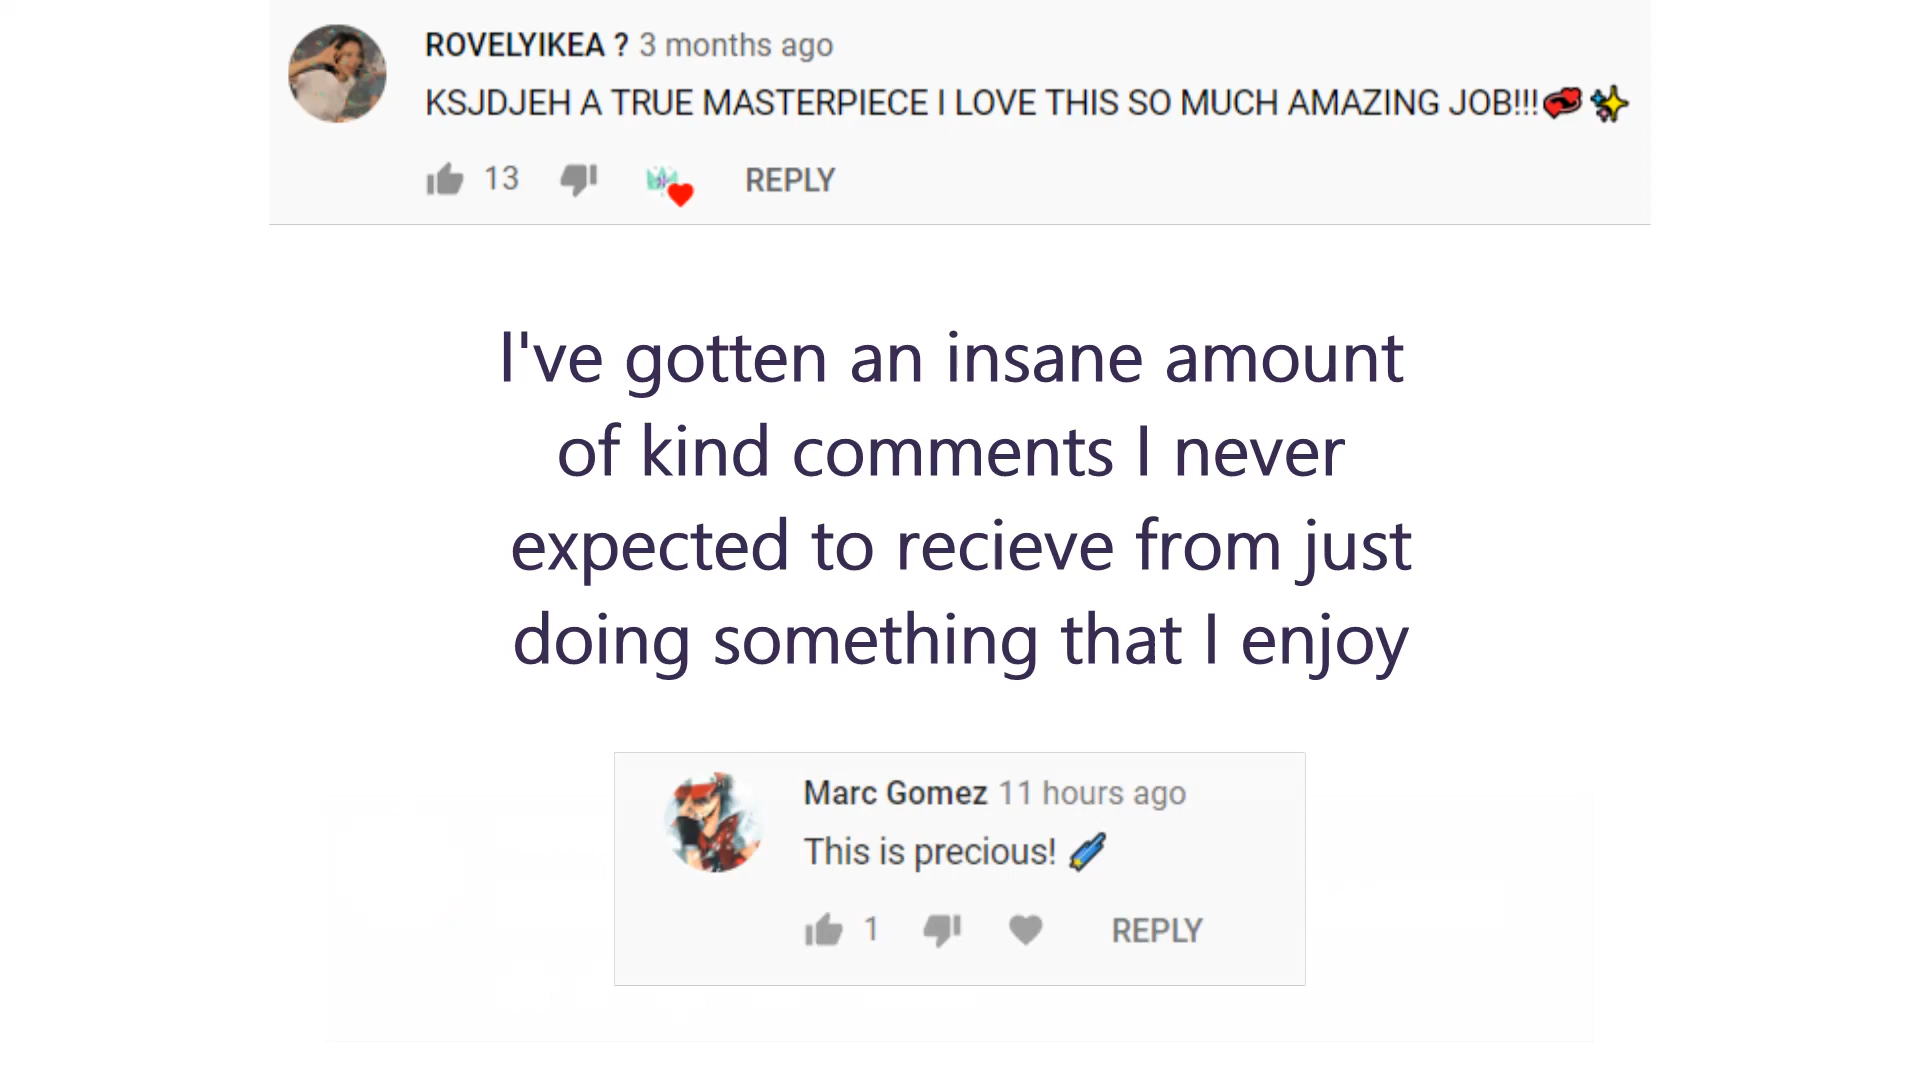 ROVELYIKEA ? 3 months ago
KSJDJEH A TRUE MASTERPIECE I LOVE THIS SO MUCH AMAZING JOB!!!💞✨
13 REPLY
I've gotten an insane amount
of kind comments I never
expected to recieve from just
doing something that I enjoy
Marc Gomez 11 hours ago
This is precious! ☄️
1 REPLY